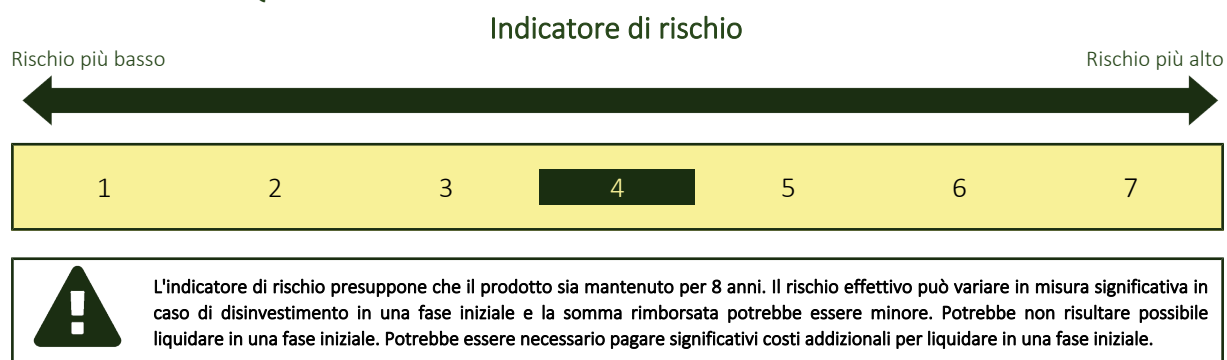 Indicatore di rischio
Rischio più basso Rischio più alto
1 2 3 4 5 6 7
L'indicatore di rischio presuppone che il prodotto sia mantenuto per 8 anni. Il rischio effettivo può variare in misura significativa in
caso di disinvestimento in una fase iniziale e la somma rimborsata potrebbe essere minore. Potrebbe non risultare possibile
liquidare in una fase iniziale. Potrebbe essere necessario pagare significativi costi addizionali per liquidare in una fase iniziale.